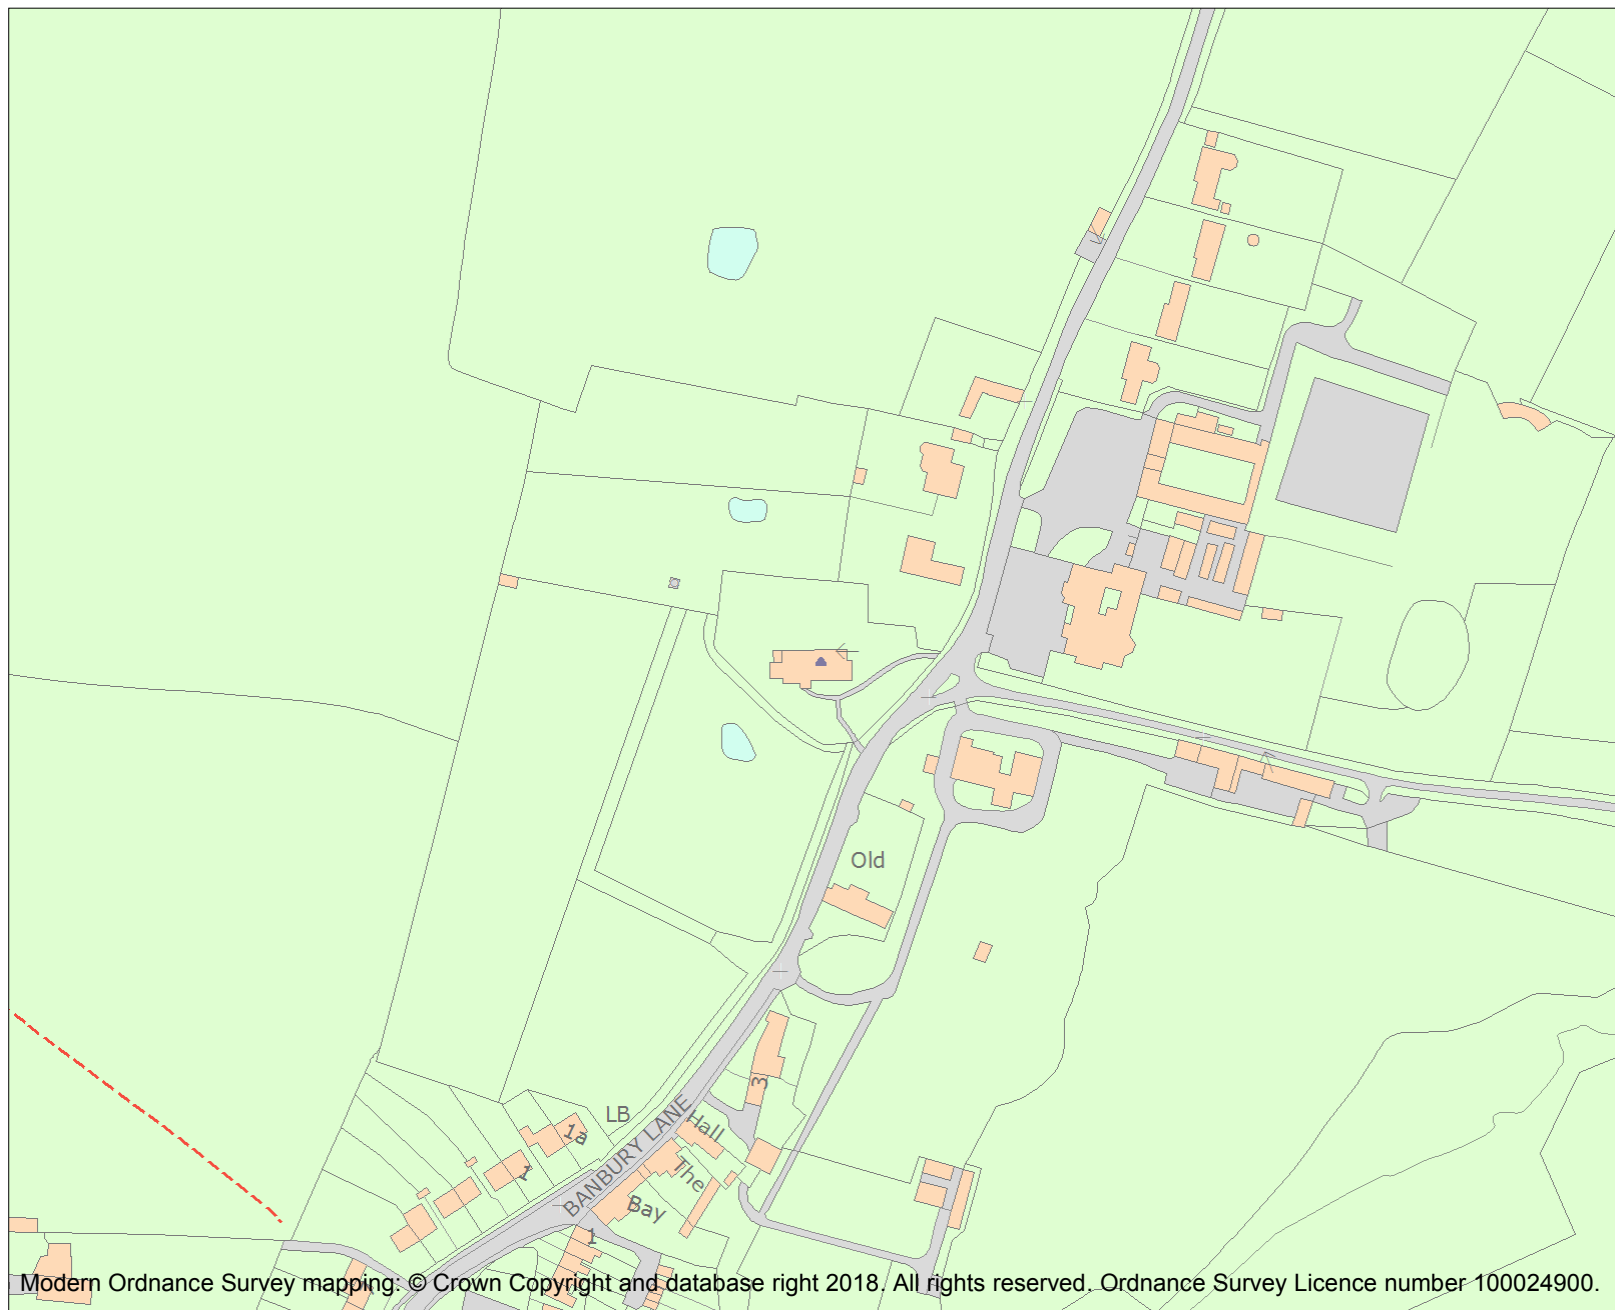 Old
3
LB
BANBURY LANE
Hall
1a
The
1
Bay
1
Modern Ordnance Survey mapping: © Crown Copyright and database right 2018. All rights reserved. Ordnance Survey Licence number 100024900.